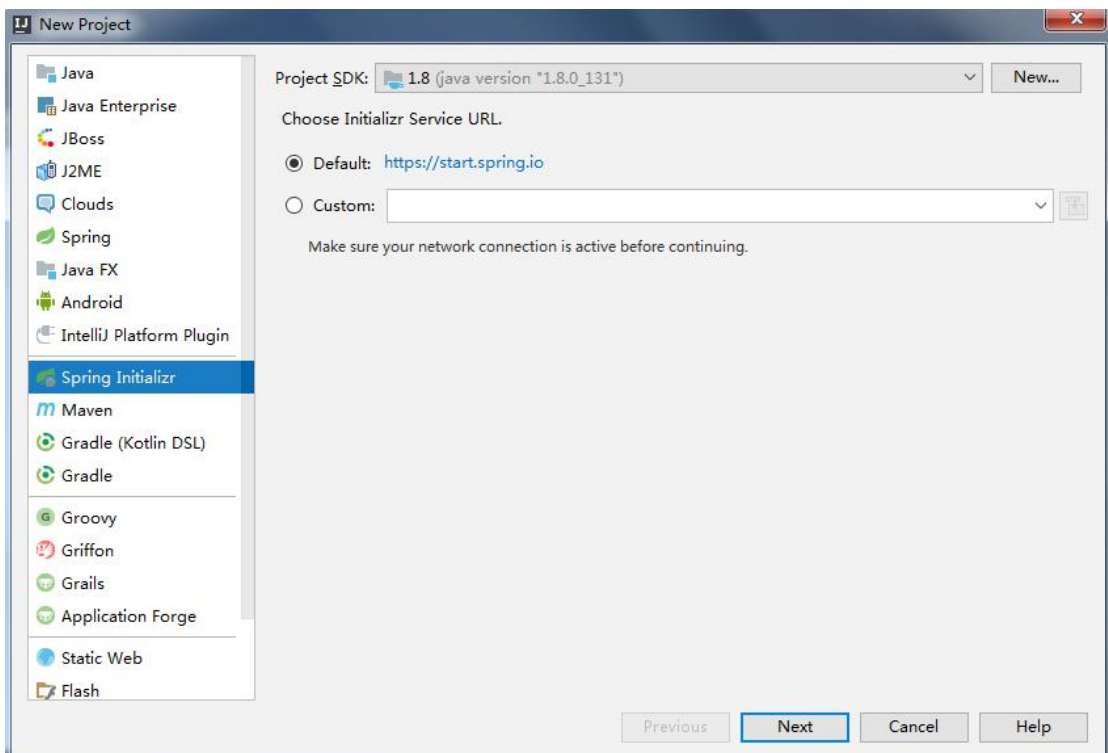 New Project
Java
Java Enterprise
JBoss
J2ME
Clouds
Spring
Java FX
Android
IntelliJ Platform Plugin
Spring Initializr
Maven
Gradle (Kotlin DSL)
Gradle
Groovy
Griffon
Grails
Application Forge
Static Web
Flash
Project SDK: 1.8 (java version "1.8.0_131") New...
Choose Initializr Service URL.
Default: https://start.spring.io
Custom:
Make sure your network connection is active before continuing.
Previous Next Cancel Help